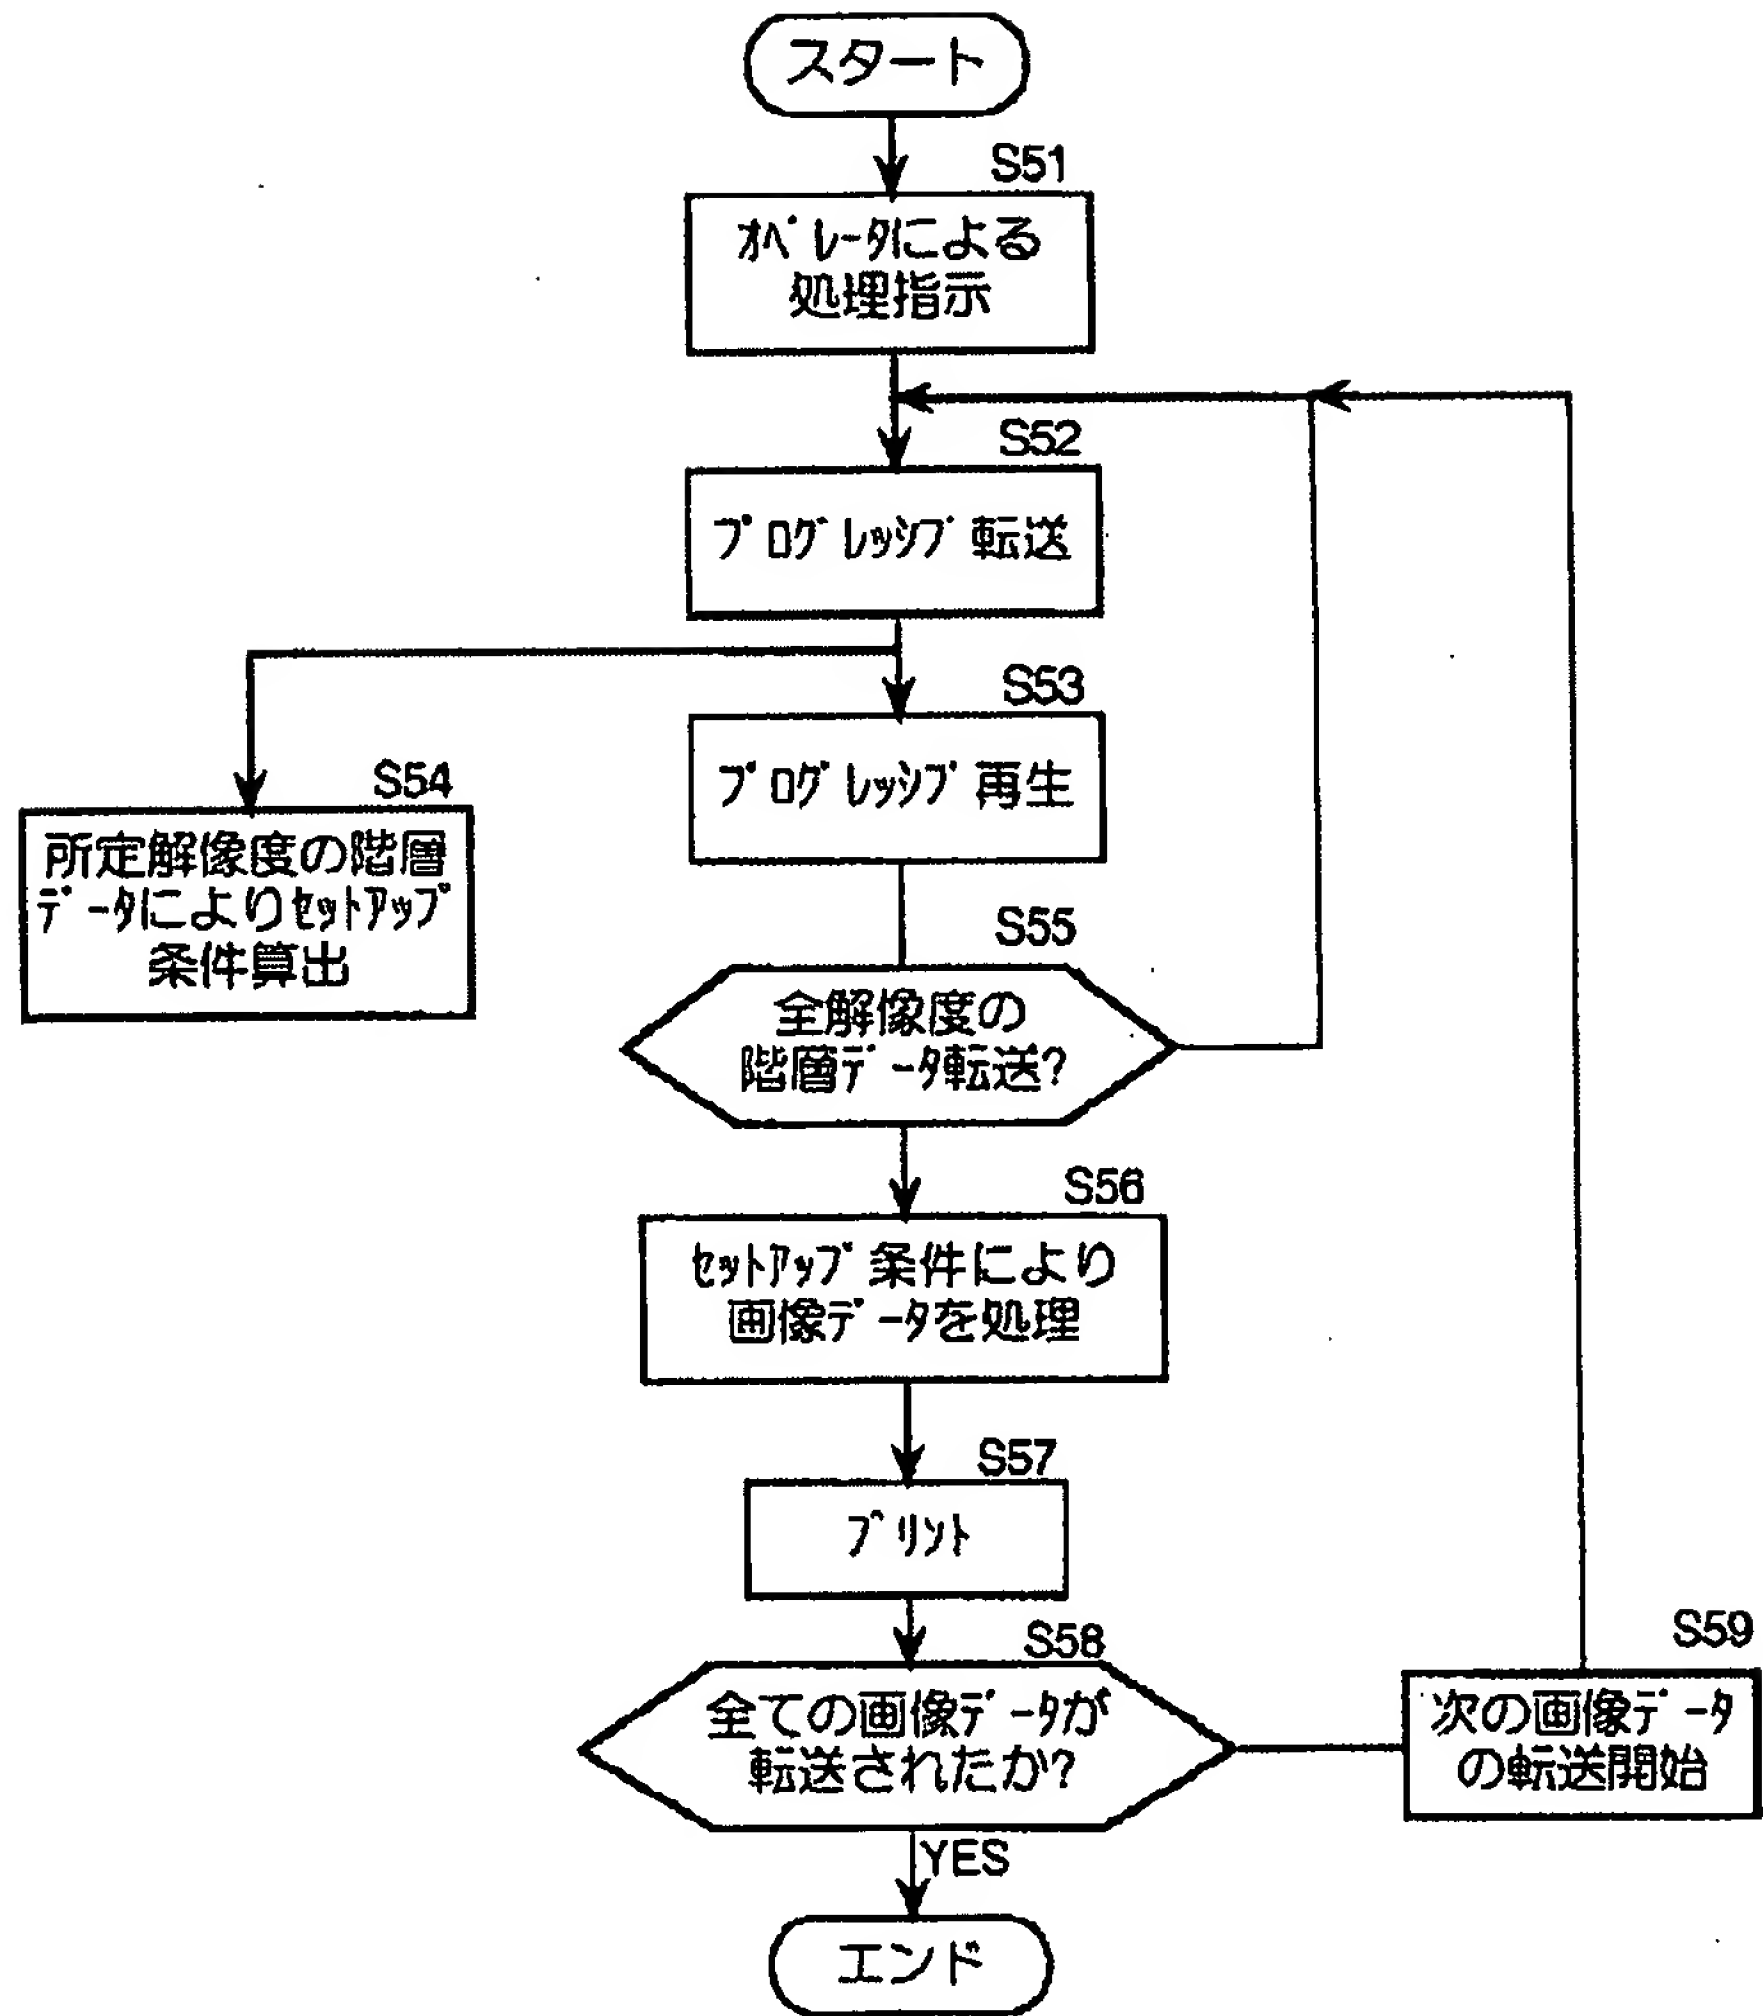 スタート
S51
オペレータによる
処理指示
S52
プログレッシブ転送
S53
プログレッシブ再生
S54
所定解像度の階層
データによりセットアップ
条件算出
S55
全解像度の
階層データ転送?
S56
セットアップ条件により
画像データを処理
S57
プリント
S58
全ての画像データが
転送されたか?
S59
次の画像データ
の転送開始
YES
エンド